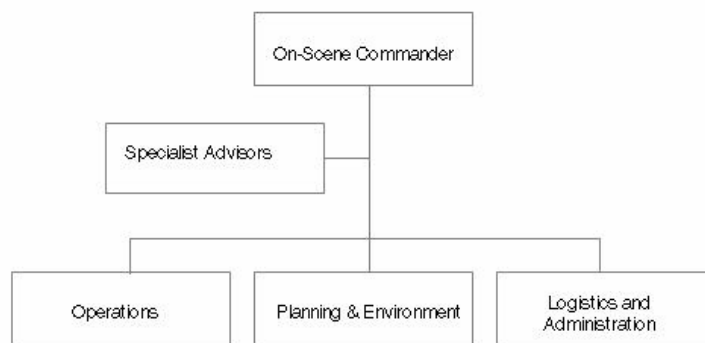 On-Scene Commander
Specialist Advisors
Operations
Planning & Environment
Logistics and
Administration